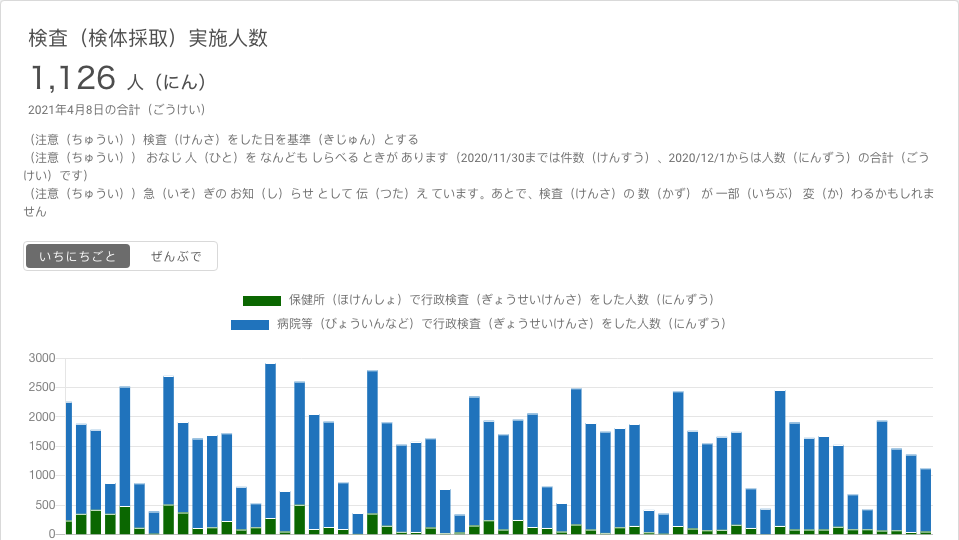 検査（検体採取）実施人数
1,126 人（にん）
2021年4月8日の合計（ごうけい）
（注意（ちゅうい））検査（けんさ）をした日を基準（きじゅん）とする
（注意（ちゅうい）） おなじ 人（ひと）を なんども しらべる ときが あります（2020/11/30までは件数（けんすう）、2020/12/1からは人数（にんずう）の合計（ごう
けい）です）
（注意（ちゅうい））急（いそ）ぎの お知（し）らせ として 伝（つた）え ています。あとで、検査（けんさ）の 数（かず） が 一部（いちぶ） 変（か）わるかもしれま
せん
いちにちごと ぜんぶで
保健所（ほけんしょ）で行政検査（ぎょうせいけんさ）をした人数（にんずう）
病院等（びょういんなど）で行政検査（ぎょうせいけんさ）をした人数（にんずう）
3000
2500
2000
1500
1000
500
0